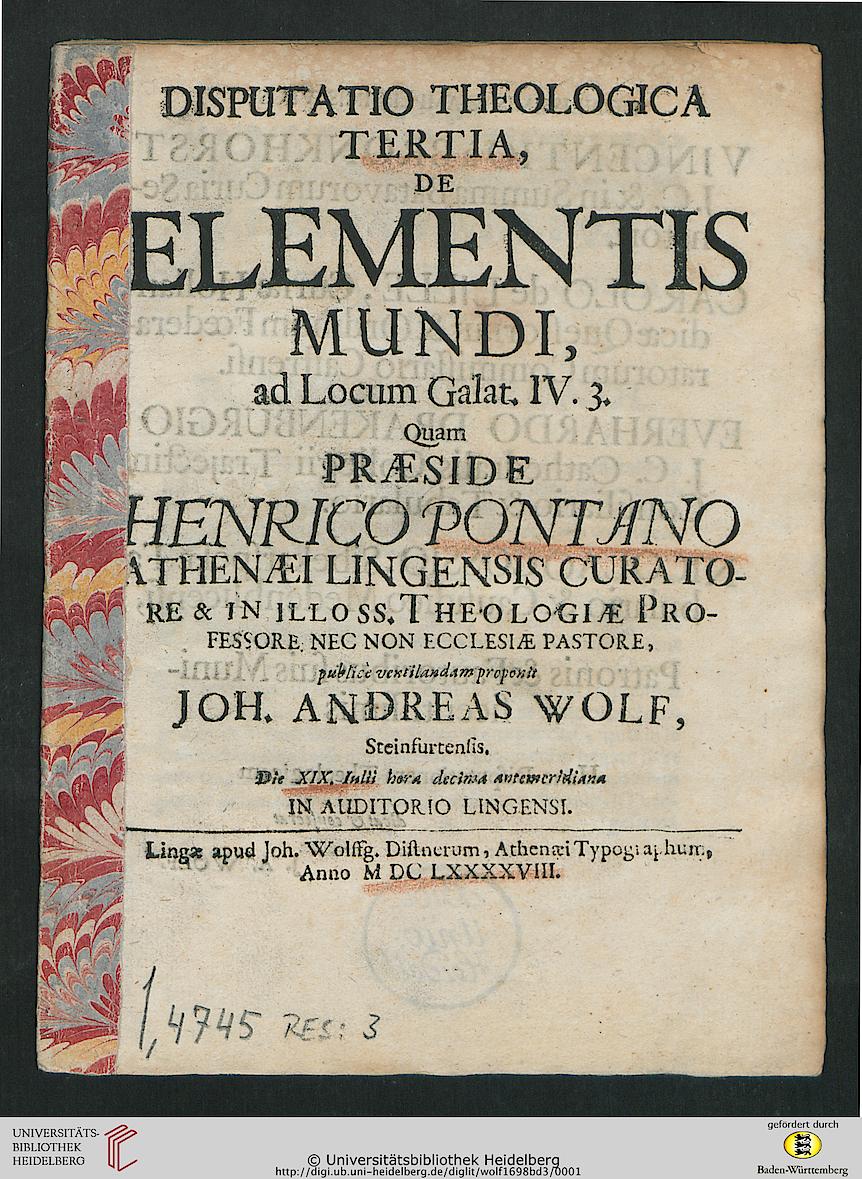 DISPUTATIO THEOLOGICA
TERTIA,
DE
ELEMENTIS
MUNDI,
ad Locum Galat. IV. 3.
Quam
PRÆSIDE
HENRICO PONTANO
ATHENÆI LINGENSIS CURATO-
RE & IN ILLO SS. THEOLOGIÆ PRO-
FESSORE, NEC NON ECCLESIÆ PASTORE,
publicè ventilandam proponit
JOH. ANDREAS WOLF,
Steinfurtensis.
Die XIX. Iulii hora decima antemeridiana
IN AUDITORIO LINGENSI.
Lingæ apud Joh. Wolffg. Distnerum, Athenæi Typographum,
Anno M DC LXXXXVIII.
1, 4745 RES: 3
UNIVERSITÄTS-
BIBLIOTHEK
HEIDELBERG
© Universitätsbibliothek Heidelberg
http://digi.ub.uni-heidelberg.de/diglit/wolf1698bd3/0001
gefördert durch
Baden-Württemberg